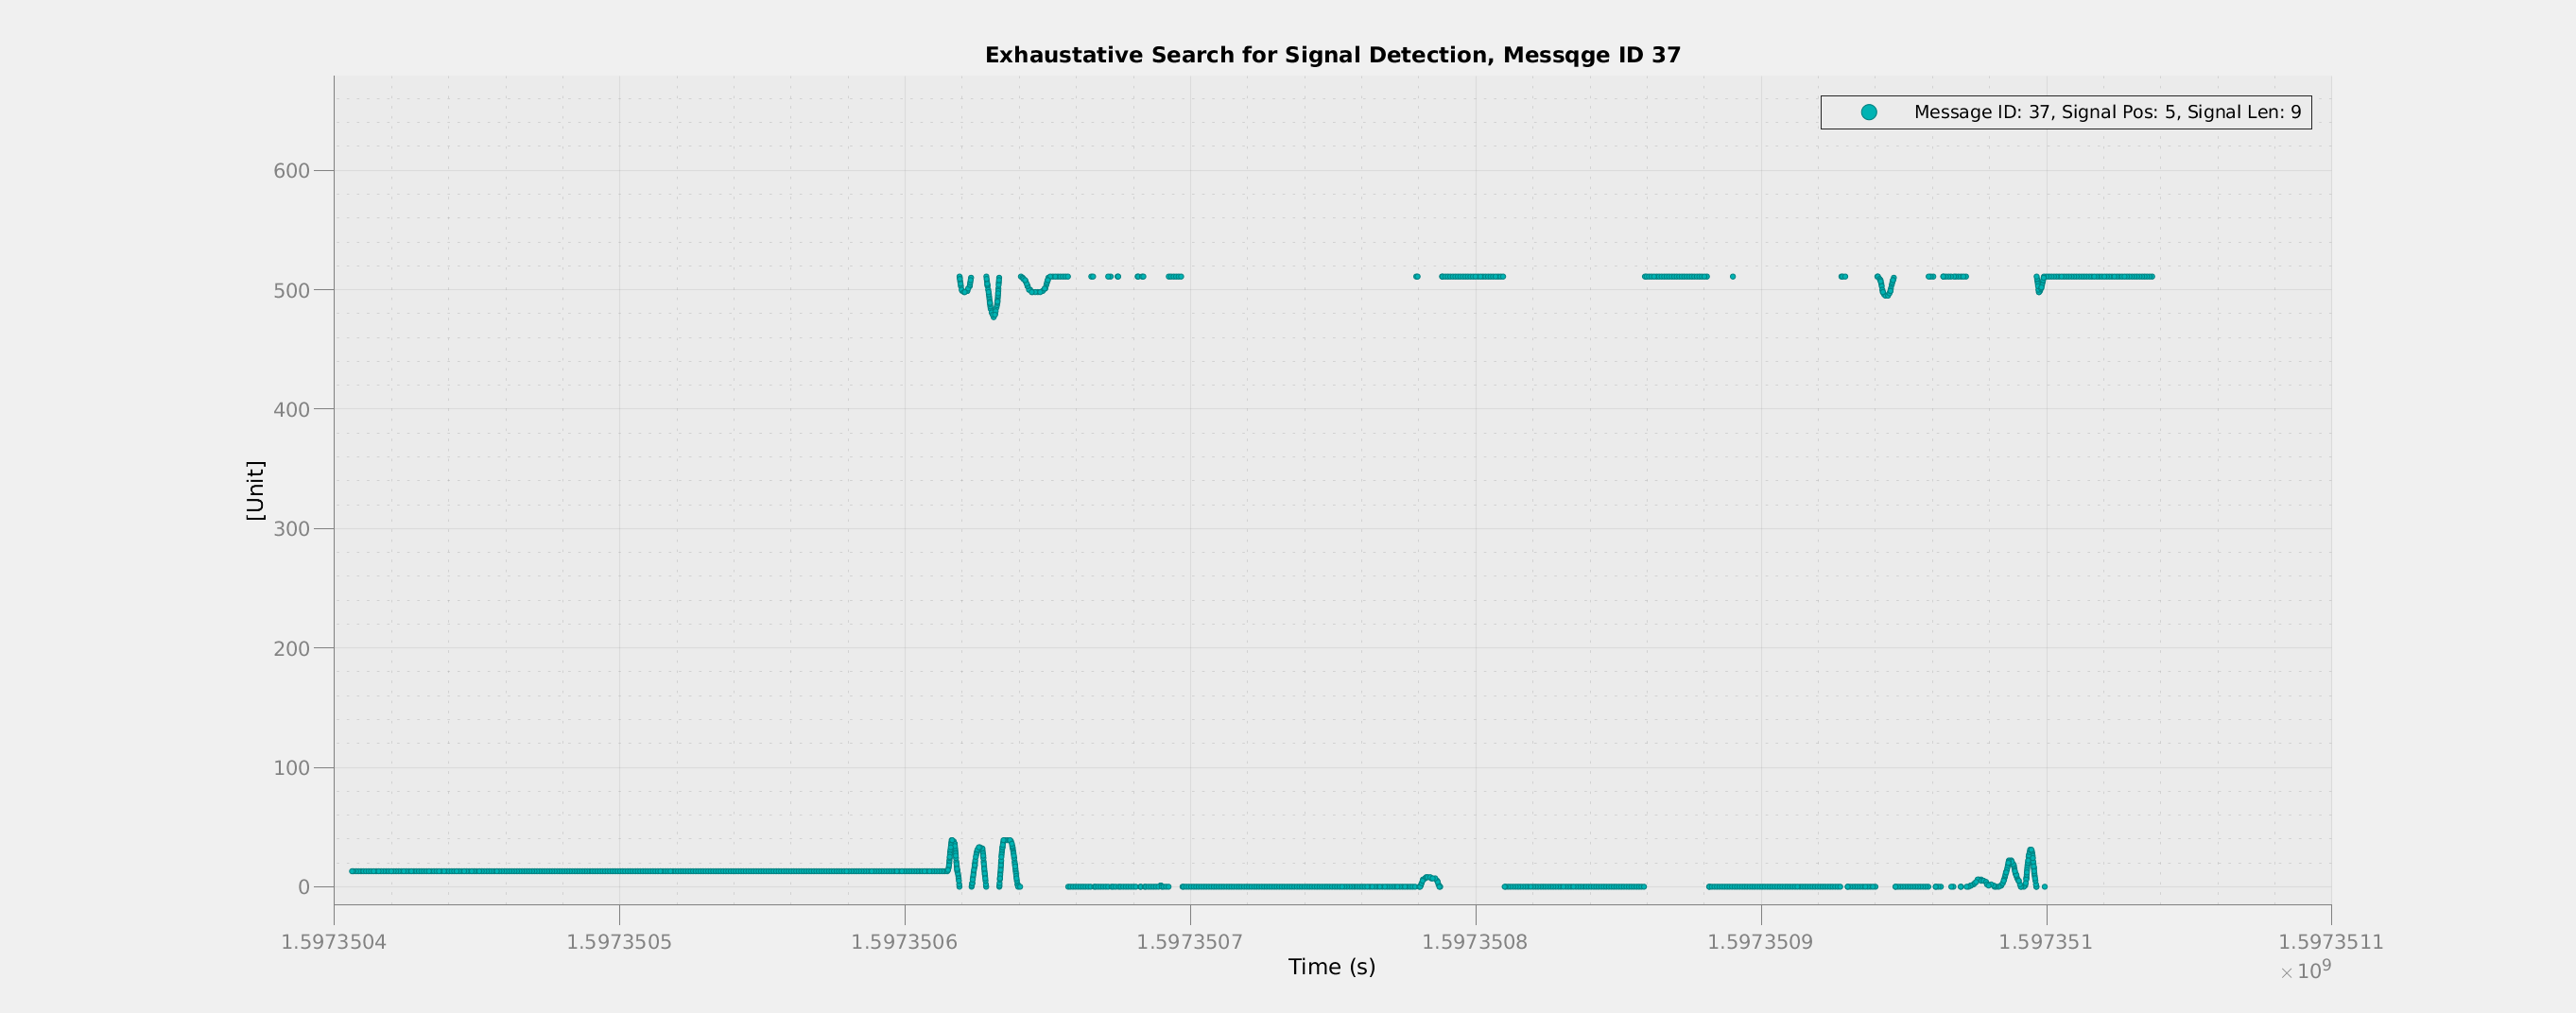 Exhaustative Search for Signal Detection, Messqge ID 37
Message ID: 37, Signal Pos: 5, Signal Len: 9
600
500
400
300
200
100
0
[Unit]
1.5973504 1.5973505 1.5973506 1.5973507 1.5973508 1.5973509 1.597351 1.5973511
Time (s)
× 10⁹